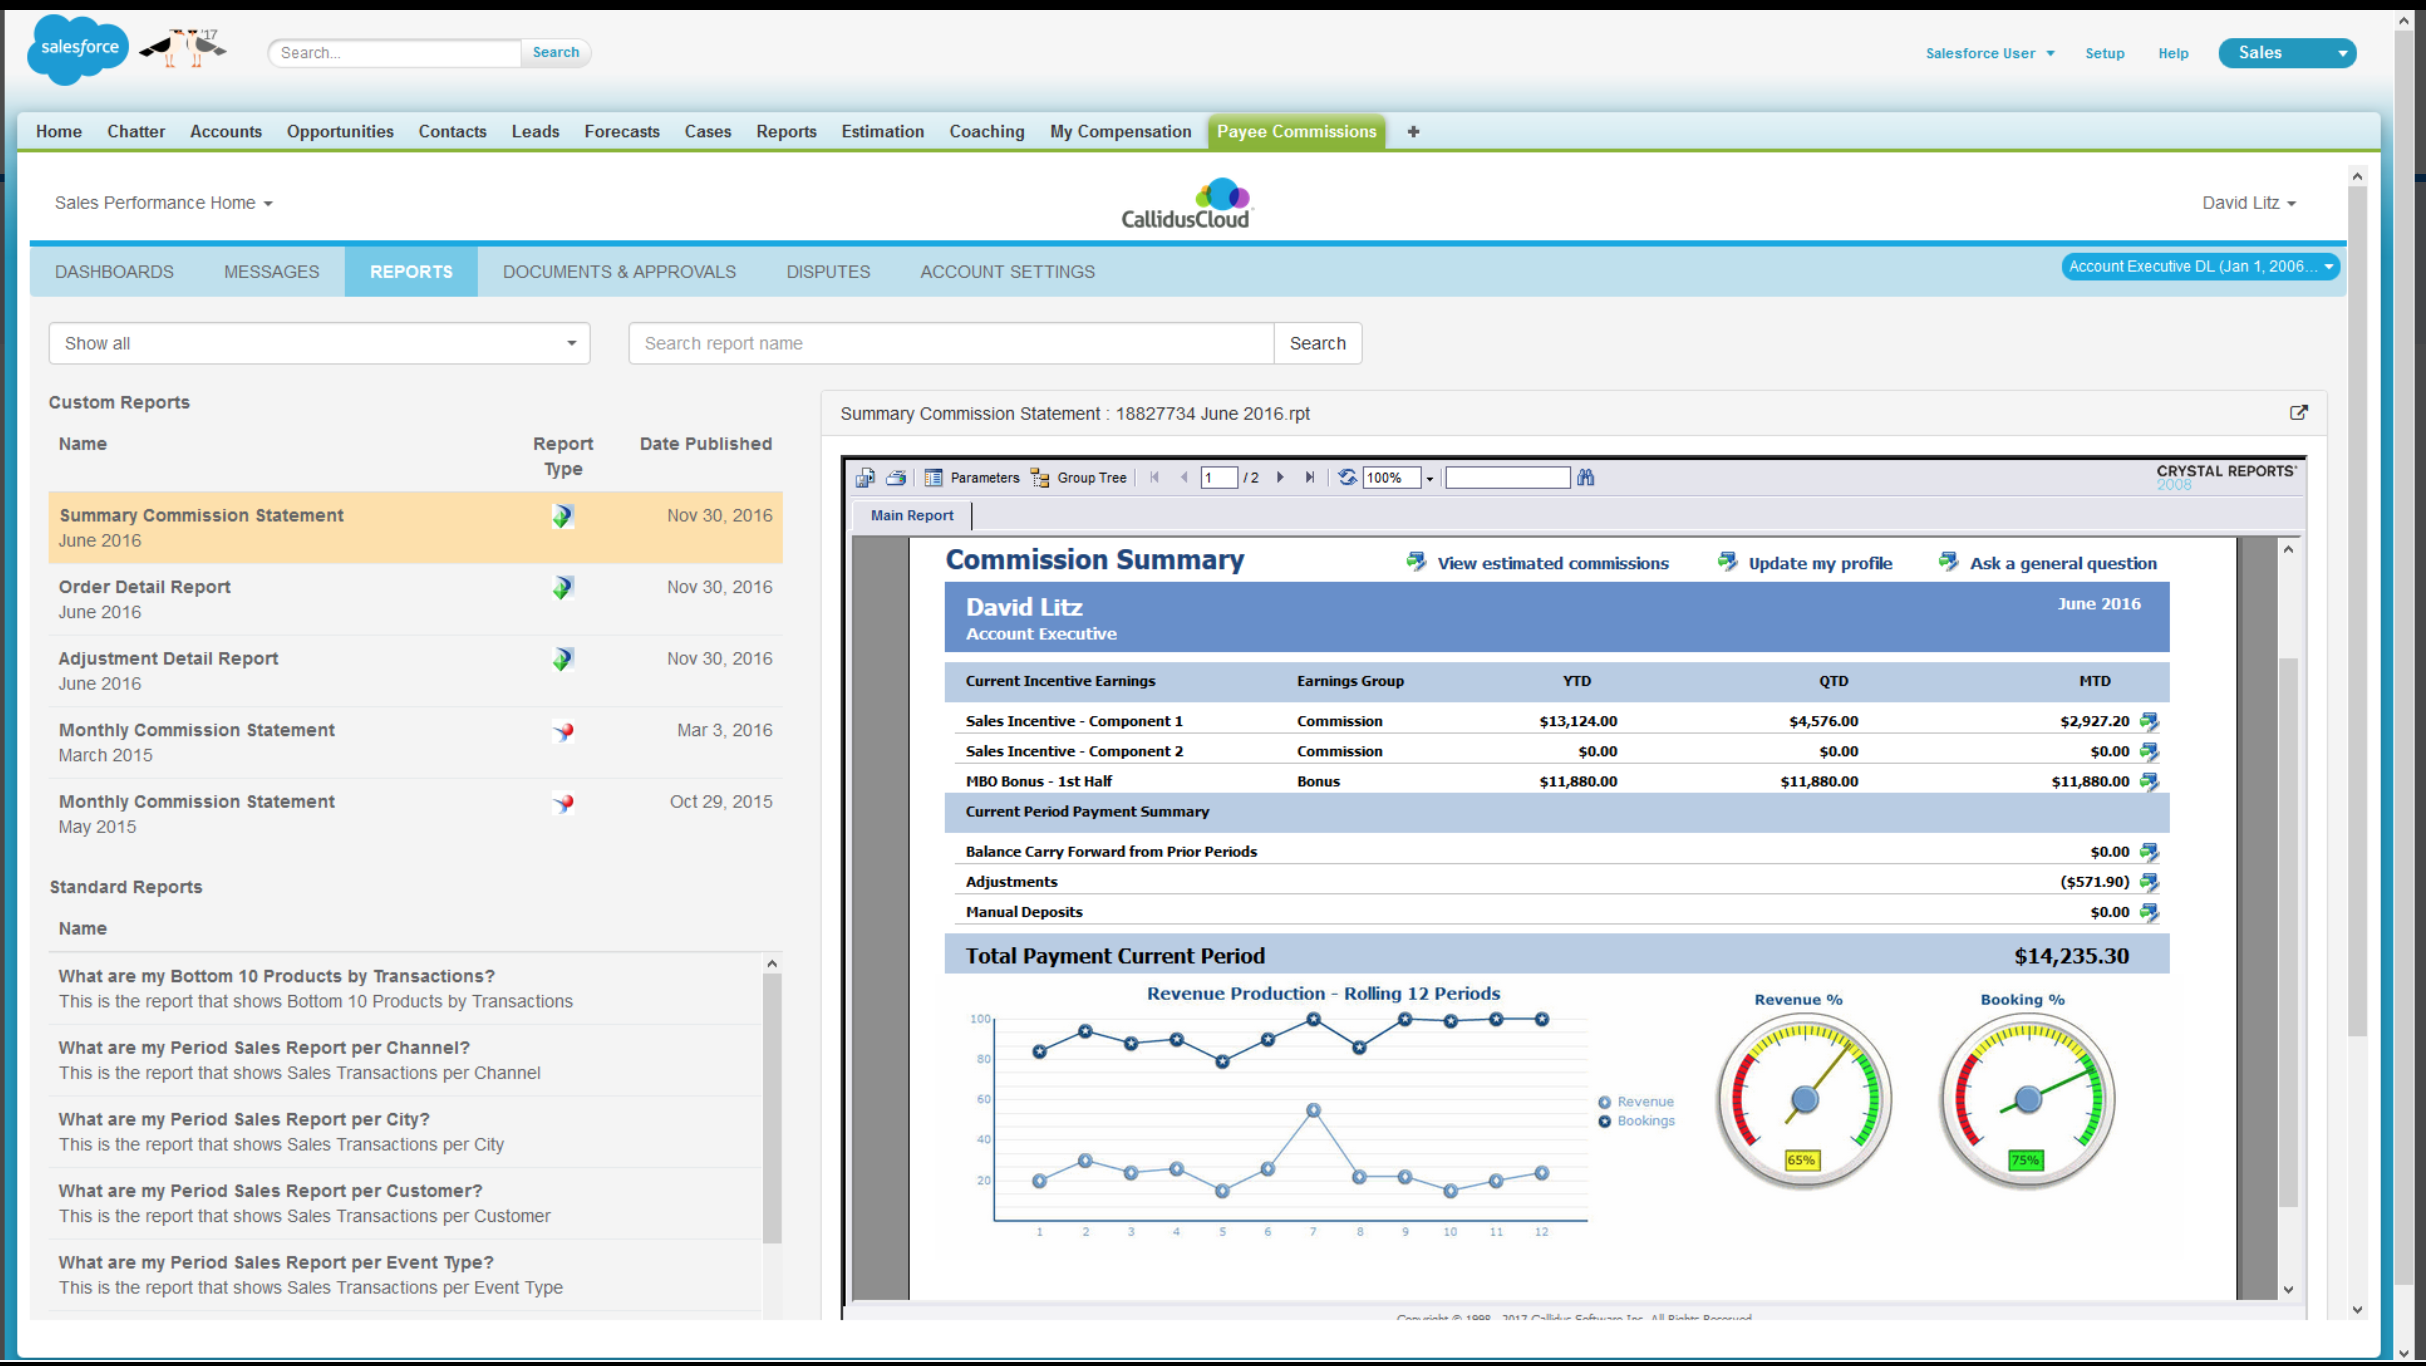 salesforce
'17
Search...
Search
Salesforce User
Setup
Help
Sales
Home
Chatter
Accounts
Opportunities
Contacts
Leads
Forecasts
Cases
Reports
Estimation
Coaching
My Compensation
Payee Commissions
+
Sales Performance Home
CallidusCloud
David Litz
DASHBOARDS
MESSAGES
REPORTS
DOCUMENTS & APPROVALS
DISPUTES
ACCOUNT SETTINGS
Account Executive DL (Jan 1, 2006...
Show all
Search report name
Search
Custom Reports
Name
Report Type
Date Published
Summary Commission Statement
June 2016
Nov 30, 2016
Order Detail Report
June 2016
Nov 30, 2016
Adjustment Detail Report
June 2016
Nov 30, 2016
Monthly Commission Statement
March 2015
Mar 3, 2016
Monthly Commission Statement
May 2015
Oct 29, 2015
Standard Reports
Name
What are my Bottom 10 Products by Transactions?
This is the report that shows Bottom 10 Products by Transactions
What are my Period Sales Report per Channel?
This is the report that shows Sales Transactions per Channel
What are my Period Sales Report per City?
This is the report that shows Sales Transactions per City
What are my Period Sales Report per Customer?
This is the report that shows Sales Transactions per Customer
What are my Period Sales Report per Event Type?
This is the report that shows Sales Transactions per Event Type
Summary Commission Statement : 18827734 June 2016.rpt
Parameters
Group Tree
1
/2
100%
CRYSTAL REPORTS
2008
Main Report
Commission Summary
View estimated commissions
Update my profile
Ask a general question
David Litz
June 2016
Account Executive
Current Incentive Earnings Earnings Group YTD QTD MTD
Sales Incentive - Component 1 Commission $13,124.00 $4,576.00 $2,927.20
Sales Incentive - Component 2 Commission $0.00 $0.00 $0.00
MBO Bonus - 1st Half Bonus $11,880.00 $11,880.00 $11,880.00
Current Period Payment Summary
Balance Carry Forward from Prior Periods $0.00
Adjustments ($571.90)
Manual Deposits $0.00
Total Payment Current Period $14,235.30
Revenue Production - Rolling 12 Periods
100
80
60
40
20
1 2 3 4 5 6 7 8 9 10 11 12
Revenue
Bookings
Revenue %
65%
Booking %
75%
Copyright © 1998 - 2017 Callidus Software Inc. All Rights Reserved